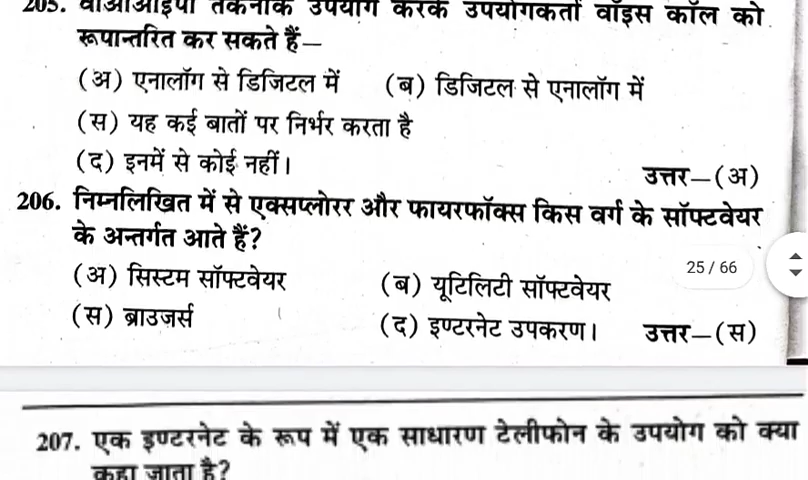 205. वीओआईपी तकनीक उपयोग करके उपयोगकर्ता वॉइस कॉल को
रूपान्तरित कर सकते हैं—
(अ) एनालॉग से डिजिटल में (ब) डिजिटल से एनालॉग में
(स) यह कई बातों पर निर्भर करता है
(द) इनमें से कोई नहीं।
उत्तर—(अ)
206. निम्नलिखित में से एक्सप्लोरर और फायरफॉक्स किस वर्ग के सॉफ्टवेयर
के अन्तर्गत आते हैं?
25 / 66
(अ) सिस्टम सॉफ्टवेयर (ब) यूटिलिटी सॉफ्टवेयर
(स) ब्राउजर्स (द) इण्टरनेट उपकरण। उत्तर—(स)
207. एक इण्टरनेट के रूप में एक साधारण टेलीफोन के उपयोग को क्या
कहा जाता है?